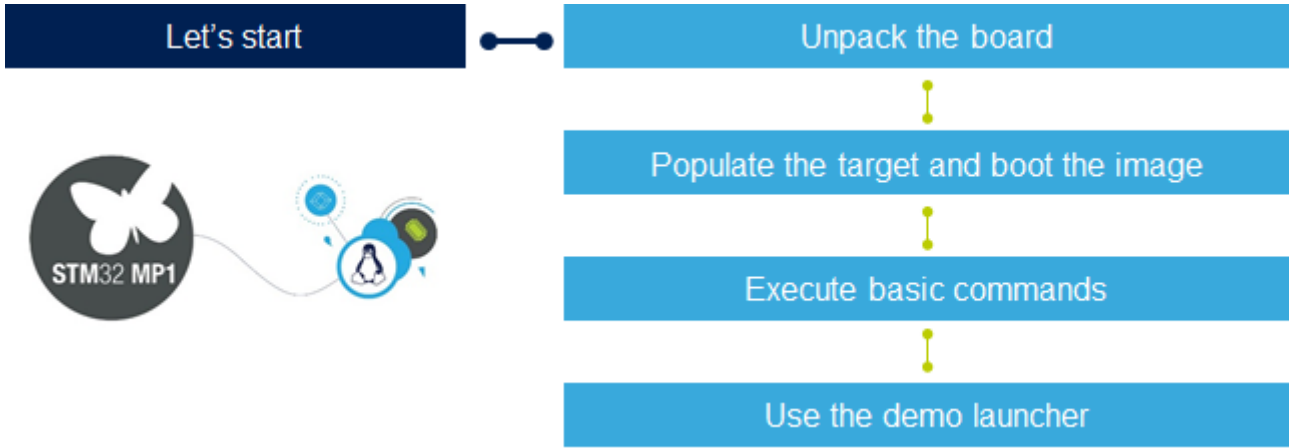 Let's start
Unpack the board
Populate the target and boot the image
STM32 MP1
Execute basic commands
Use the demo launcher